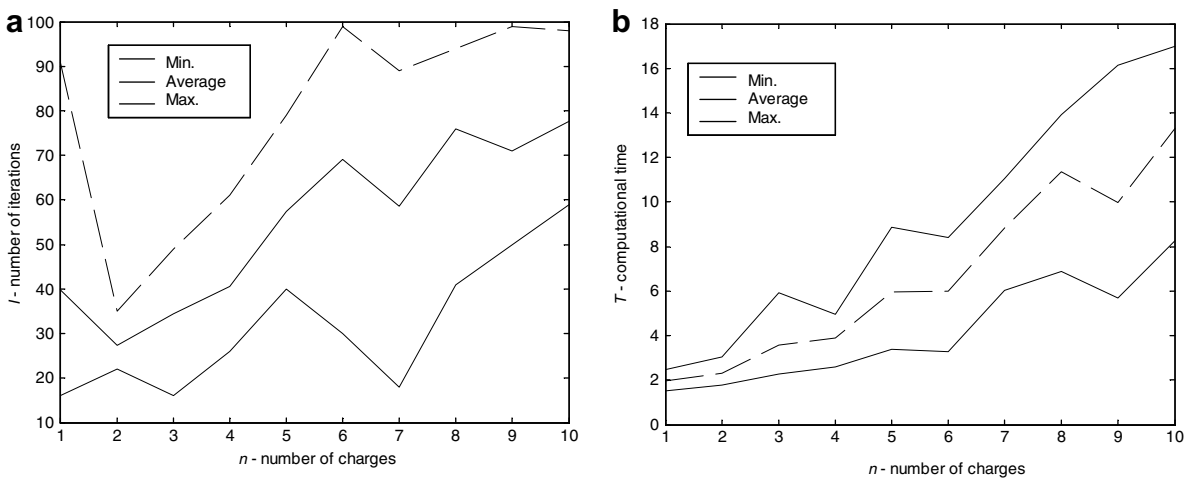 a
100
90
80
70
60
50
40
30
20
10
I - number of iterations
Min.
Average
Max.
1 2 3 4 5 6 7 8 9 10
n - number of charges
b
18
16
14
12
10
8
6
4
2
0
T - computational time
Min.
Average
Max.
1 2 3 4 5 6 7 8 9 10
n - number of charges